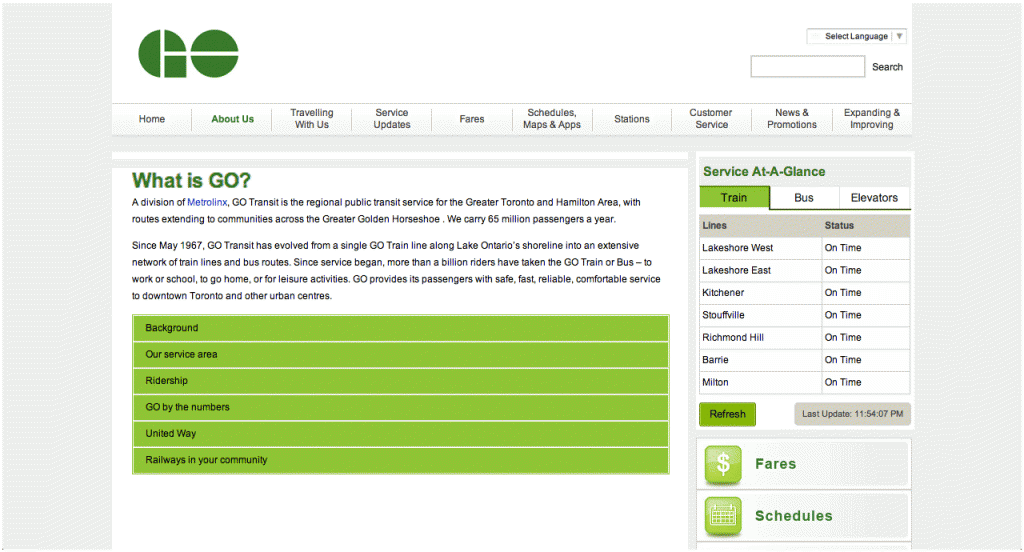 GO
Select Language
Search
Home
About Us
Travelling
With Us
Service
Updates
Fares
Schedules,
Maps & Apps
Stations
Customer
Service
News &
Promotions
Expanding &
Improving
What is GO?
A division of Metrolinx, GO Transit is the regional public transit service for the Greater Toronto and Hamilton Area, with
routes extending to communities across the Greater Golden Horseshoe . We carry 65 million passengers a year.
Since May 1967, GO Transit has evolved from a single GO Train line along Lake Ontario's shoreline into an extensive
network of train lines and bus routes. Since service began, more than a billion riders have taken the GO Train or Bus – to
work or school, to go home, or for leisure activities. GO provides its passengers with safe, fast, reliable, comfortable service
to downtown Toronto and other urban centres.
Background
Our service area
Ridership
GO by the numbers
United Way
Railways in your community
Service At-A-Glance
Train Bus Elevators
Lines Status
Lakeshore West On Time
Lakeshore East On Time
Kitchener On Time
Stouffville On Time
Richmond Hill On Time
Barrie On Time
Milton On Time
Refresh Last Update: 11:54:07 PM
$ Fares
Schedules